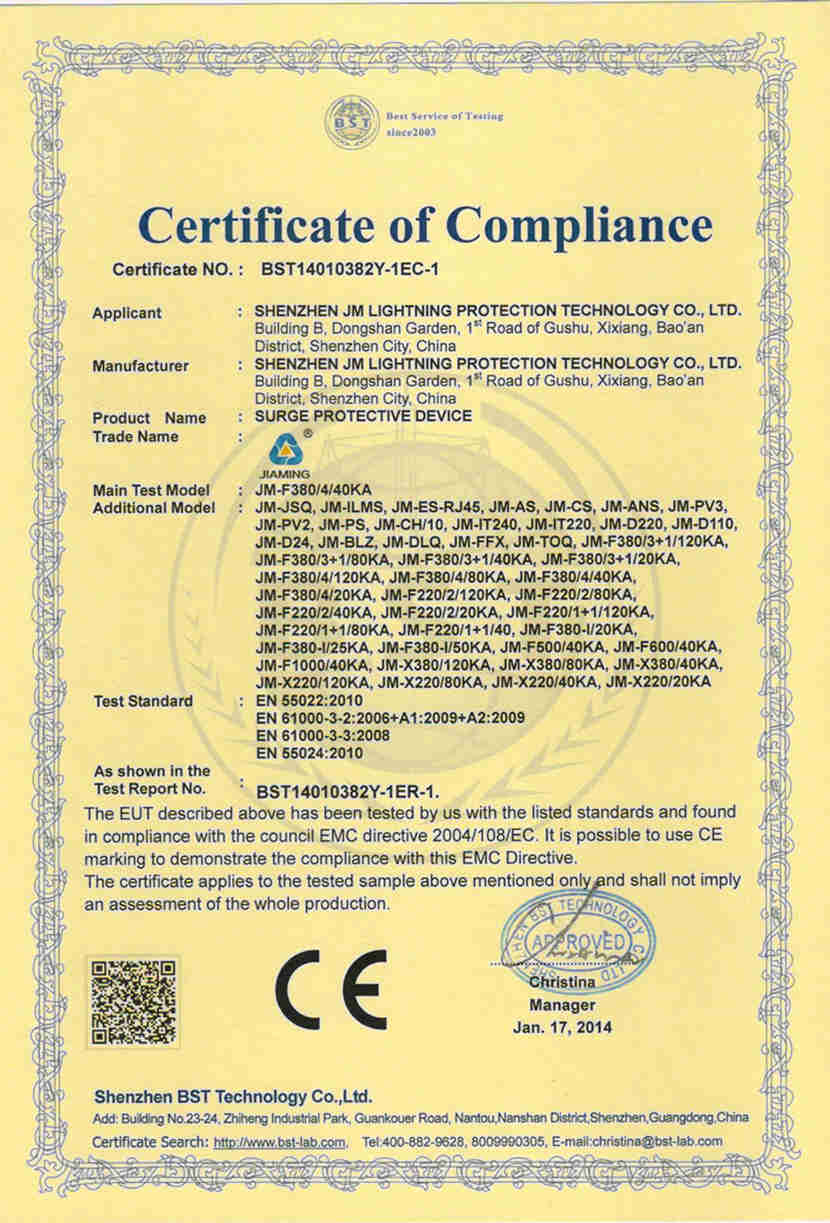 BST
Best Service of Testing
since2003
Certificate of Compliance
Certificate NO. : BST14010382Y-1EC-1
Applicant : SHENZHEN JM LIGHTNING PROTECTION TECHNOLOGY CO., LTD.
Building B, Dongshan Garden, 1st Road of Gushu, Xixiang, Bao'an
District, Shenzhen City, China
Manufacturer : SHENZHEN JM LIGHTNING PROTECTION TECHNOLOGY CO., LTD.
Building B, Dongshan Garden, 1st Road of Gushu, Xixiang, Bao'an
District, Shenzhen City, China
Product Name : SURGE PROTECTIVE DEVICE
Trade Name : ®
JIAMING
Main Test Model : JM-F380/4/40KA
Additional Model : JM-JSQ, JM-ILMS, JM-ES-RJ45, JM-AS, JM-CS, JM-ANS, JM-PV3,
JM-PV2, JM-PS, JM-CH/10, JM-IT240, JM-IT220, JM-D220, JM-D110,
JM-D24, JM-BLZ, JM-DLQ, JM-FFX, JM-TOQ, JM-F380/3+1/120KA,
JM-F380/3+1/80KA, JM-F380/3+1/40KA, JM-F380/3+1/20KA,
JM-F380/4/120KA, JM-F380/4/80KA, JM-F380/4/40KA,
JM-F380/4/20KA, JM-F220/2/120KA, JM-F220/2/80KA,
JM-F220/2/40KA, JM-F220/2/20KA, JM-F220/1+1/120KA,
JM-F220/1+1/80KA, JM-F220/1+1/40, JM-F380-I/20KA,
JM-F380-I/25KA, JM-F380-I/50KA, JM-F500/40KA, JM-F600/40KA,
JM-F1000/40KA, JM-X380/120KA, JM-X380/80KA, JM-X380/40KA,
JM-X220/120KA, JM-X220/80KA, JM-X220/40KA, JM-X220/20KA
Test Standard : EN 55022:2010
EN 61000-3-2:2006+A1:2009+A2:2009
EN 61000-3-3:2008
EN 55024:2010
As shown in the
Test Report No. : BST14010382Y-1ER-1.
The EUT described above has been tested by us with the listed standards and found
in compliance with the council EMC directive 2004/108/EC. It is possible to use CE
marking to demonstrate the compliance with this EMC Directive.
The certificate applies to the tested sample above mentioned only and shall not imply
an assessment of the whole production.
APPROVED
CE
Christina
Manager
Jan. 17, 2014
Shenzhen BST Technology Co.,Ltd.
Add: Building No.23-24, Zhiheng Industrial Park, Guankouer Road, Nantou,Nanshan District,Shenzhen,Guangdong,China
Certificate Search: http://www.bst-lab.com, Tel:400-882-9628, 8009990305, E-mail:christina@bst-lab.com